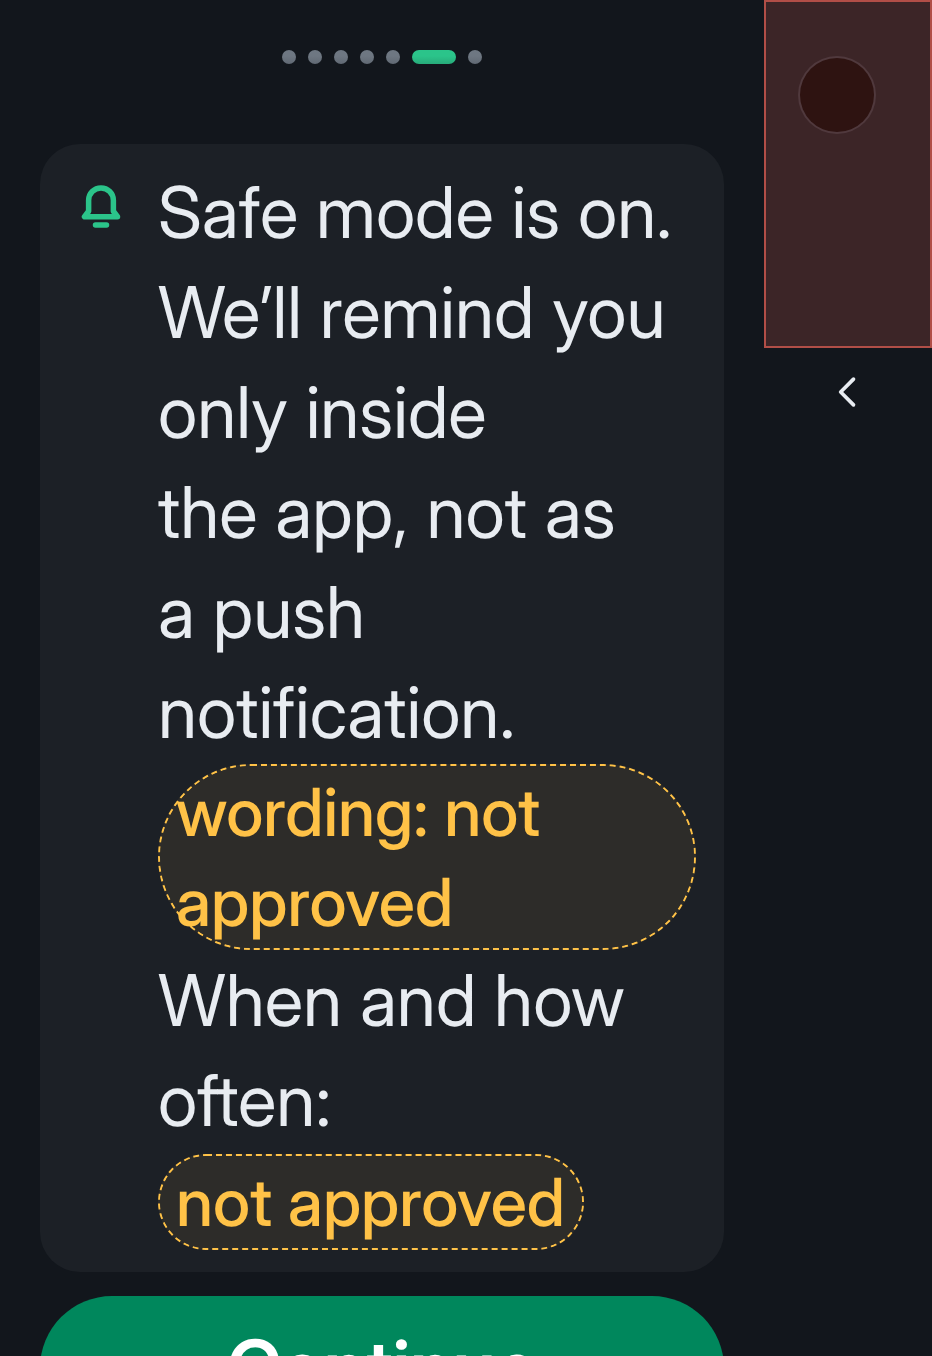 Safe mode is on.
We’ll remind you
only inside
the app, not as
a push
notification.
wording: not
approved
When and how
often:
not approved
Continue